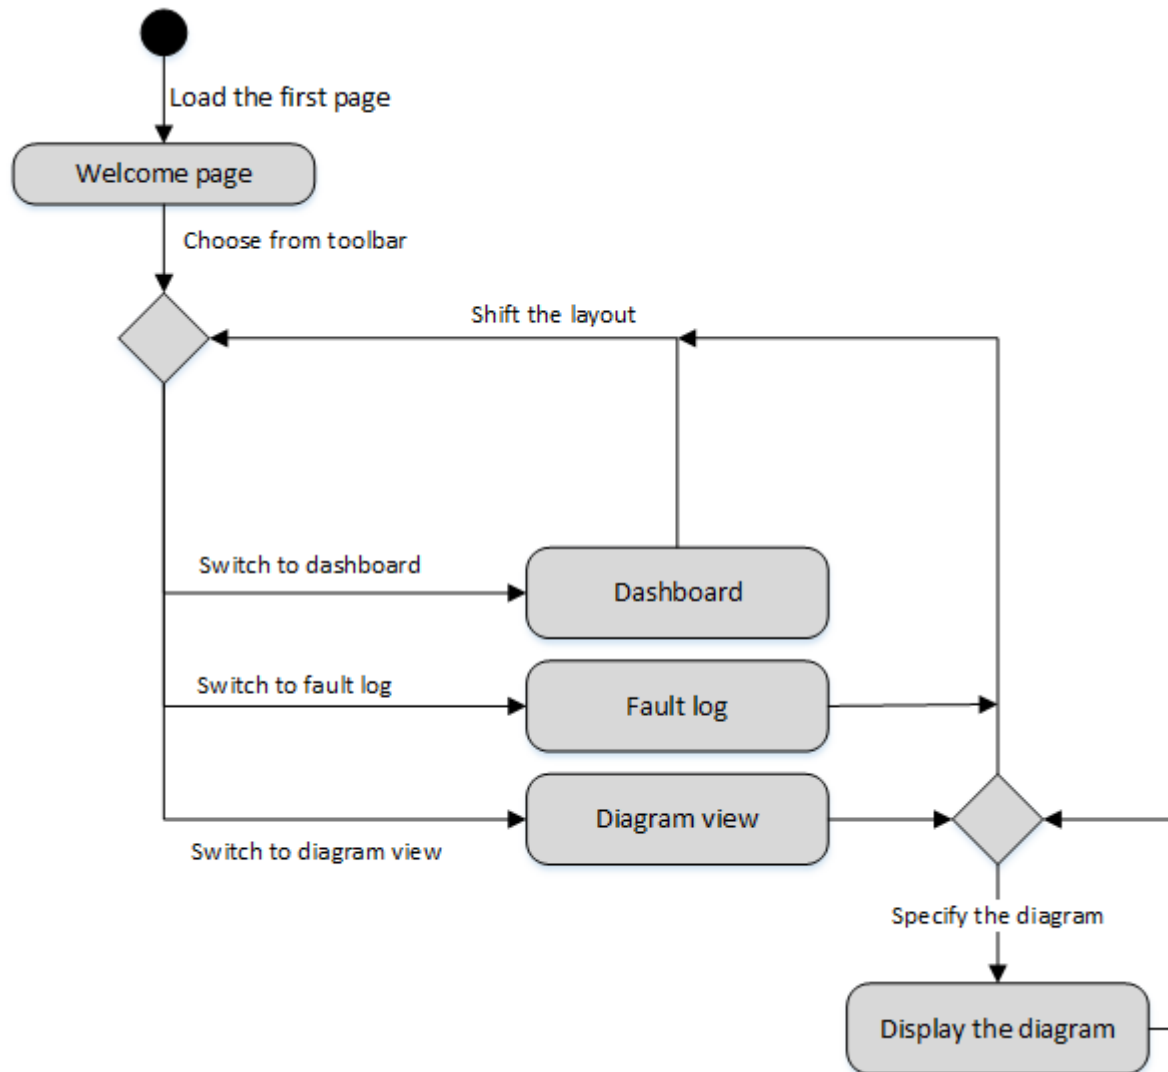 Load the first page
Welcome page
Choose from toolbar
Shift the layout
Switch to dashboard
Dashboard
Switch to fault log
Fault log
Diagram view
Switch to diagram view
Specify the diagram
Display the diagram